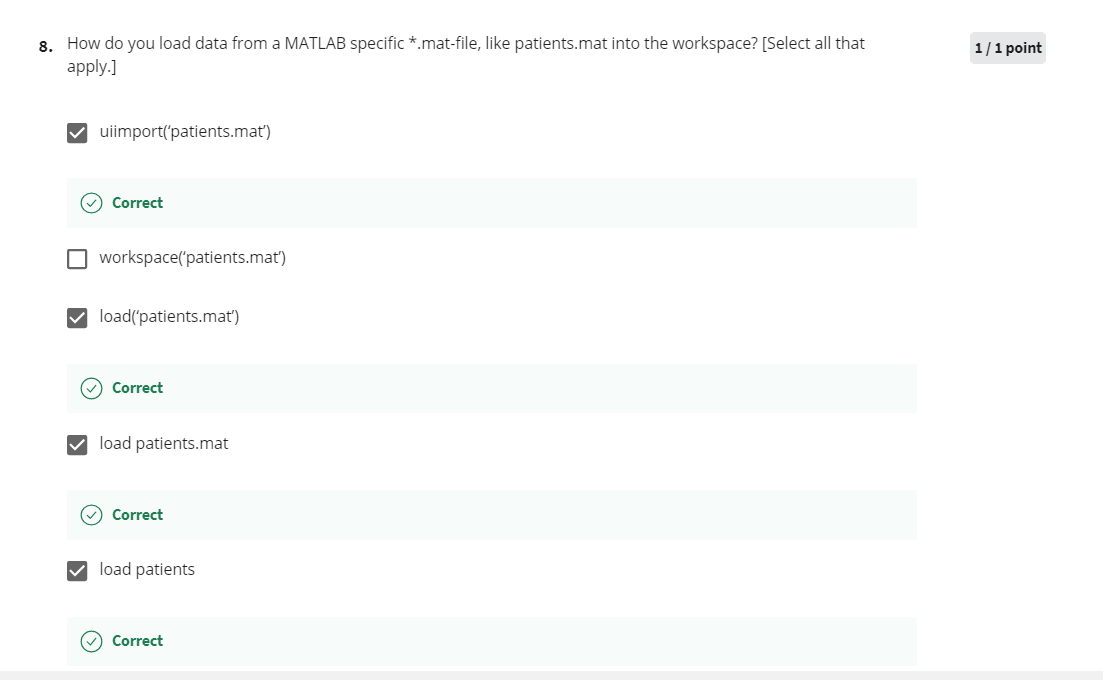 8. How do you load data from a MATLAB specific *.mat-file, like patients.mat into the workspace? [Select all that
apply.]
1 / 1 point
uiimport(‘patients.mat’)
Correct
workspace(‘patients.mat’)
load(‘patients.mat’)
Correct
load patients.mat
Correct
load patients
Correct